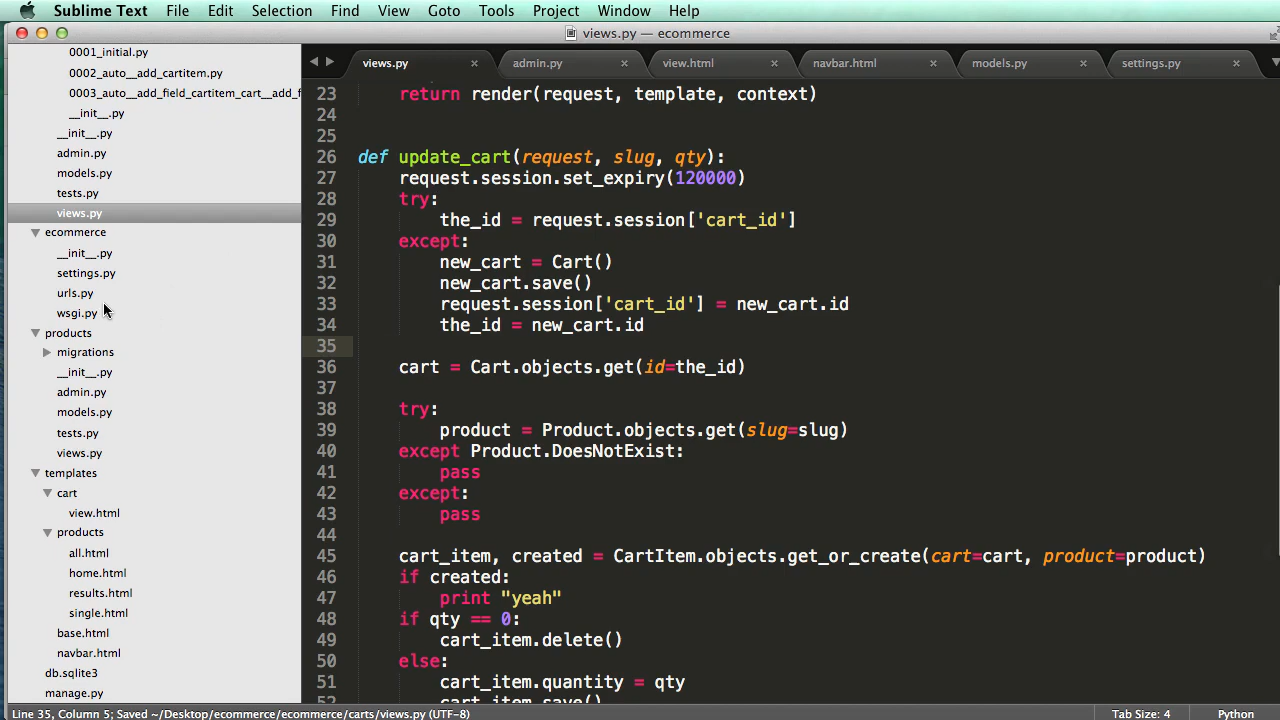 Sublime Text File Edit Selection Find View Goto Tools Project Window Help
views.py — ecommerce
0001_initial.py
0002_auto__add_cartitem.py
0003_auto__add_field_cartitem_cart__add_f
__init__.py
__init__.py
admin.py
models.py
tests.py
views.py
ecommerce
__init__.py
settings.py
urls.py
wsgi.py
products
migrations
__init__.py
admin.py
models.py
tests.py
views.py
templates
cart
view.html
products
all.html
home.html
results.html
single.html
base.html
navbar.html
db.sqlite3
manage.py
views.py × admin.py × view.html × navbar.html × models.py × settings.py ×
23 return render(request, template, context)
24
25
26 def update_cart(request, slug, qty):
27 request.session.set_expiry(120000)
28 try:
29 the_id = request.session['cart_id']
30 except:
31 new_cart = Cart()
32 new_cart.save()
33 request.session['cart_id'] = new_cart.id
34 the_id = new_cart.id
35
36 cart = Cart.objects.get(id=the_id)
37
38 try:
39 product = Product.objects.get(slug=slug)
40 except Product.DoesNotExist:
41 pass
42 except:
43 pass
44
45 cart_item, created = CartItem.objects.get_or_create(cart=cart, product=product)
46 if created:
47 print "yeah"
48 if qty == 0:
49 cart_item.delete()
50 else:
51 cart_item.quantity = qty
52 cart_item.save()
Line 35, Column 5; Saved ~/Desktop/ecommerce/ecommerce/carts/views.py (UTF-8) Tab Size: 4 Python